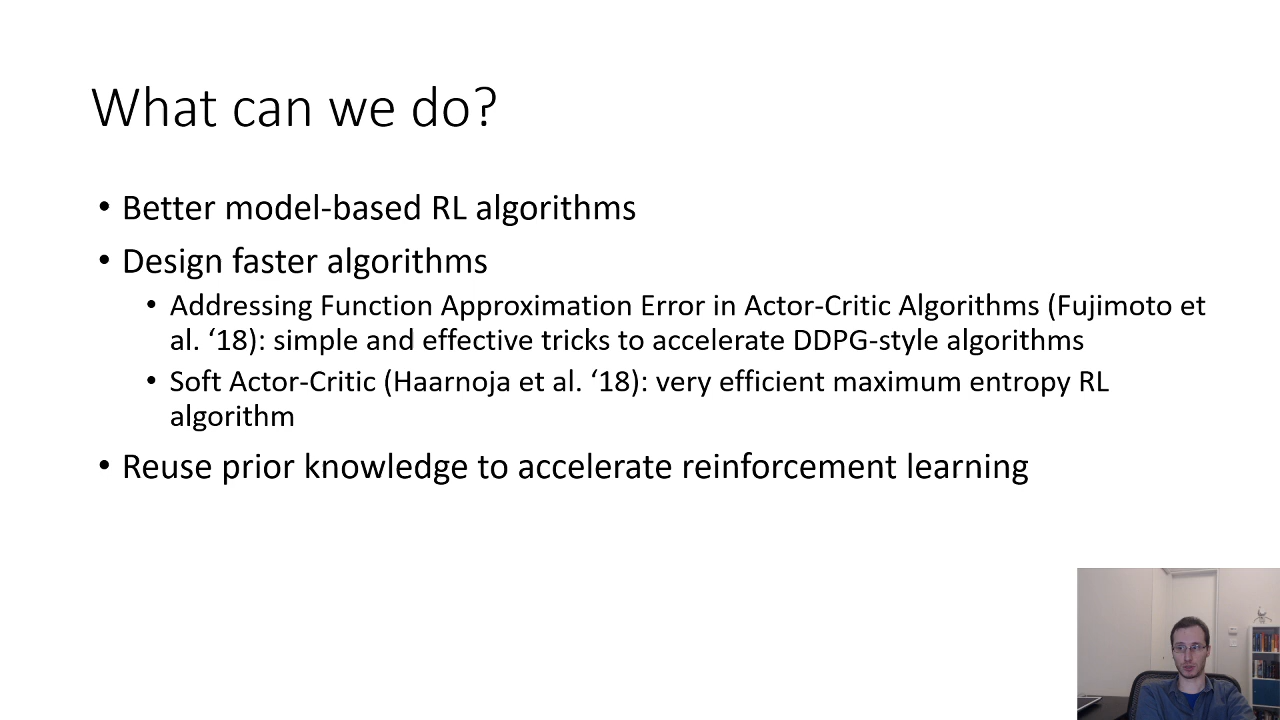 What can we do?
• Better model-based RL algorithms
• Design faster algorithms
• Addressing Function Approximation Error in Actor-Critic Algorithms (Fujimoto et
al. ‘18): simple and effective tricks to accelerate DDPG-style algorithms
• Soft Actor-Critic (Haarnoja et al. ‘18): very efficient maximum entropy RL
algorithm
• Reuse prior knowledge to accelerate reinforcement learning